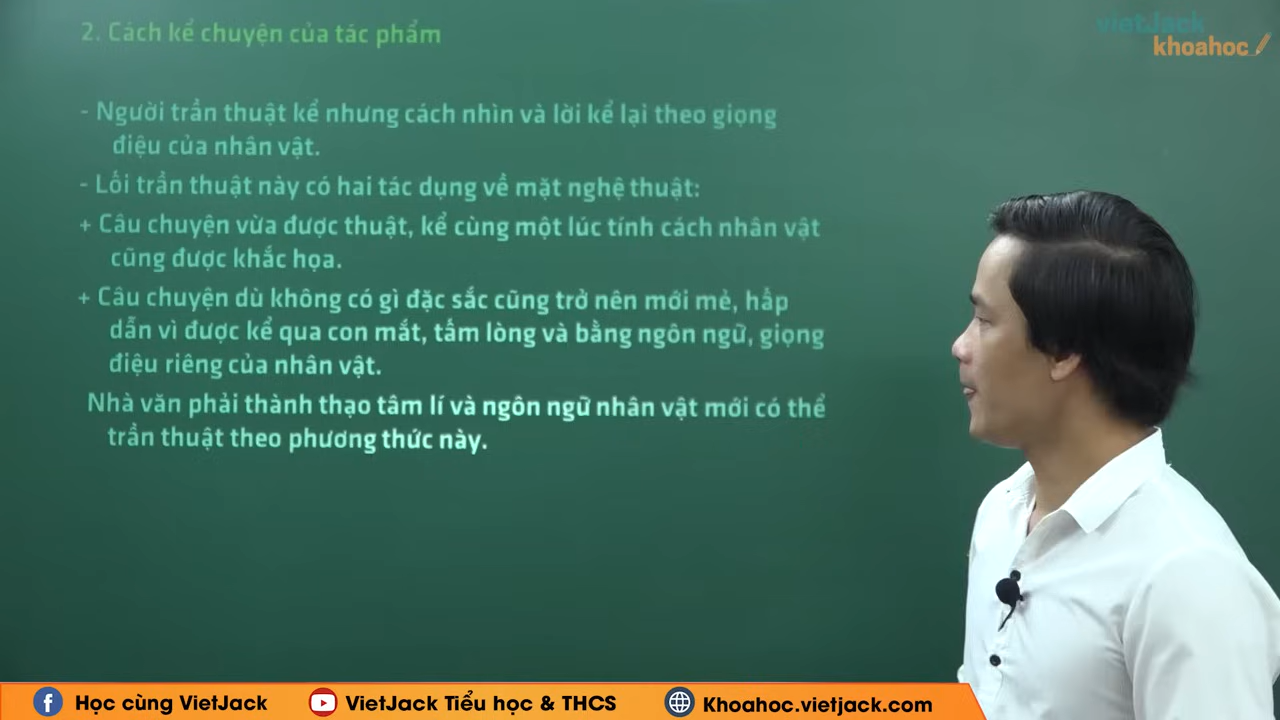 2. Cách kể chuyện của tác phẩm
vietJack
khoahoc
- Người trần thuật kể nhưng cách nhìn và lời kể lại theo giọng
điệu của nhân vật.
- Lối trần thuật này có hai tác dụng về mặt nghệ thuật:
+ Câu chuyện vừa được thuật, kể cùng một lúc tính cách nhân vật
cũng được khắc họa.
+ Câu chuyện dù không có gì đặc sắc cũng trở nên mới mẻ, hấp
dẫn vì được kể qua con mắt, tấm lòng và bằng ngôn ngữ, giọng
điệu riêng của nhân vật.
Nhà văn phải thành thạo tâm lí và ngôn ngữ nhân vật mới có thể
trần thuật theo phương thức này.
Học cùng VietJack
VietJack Tiểu học & THCS
Khoahoc.vietjack.com